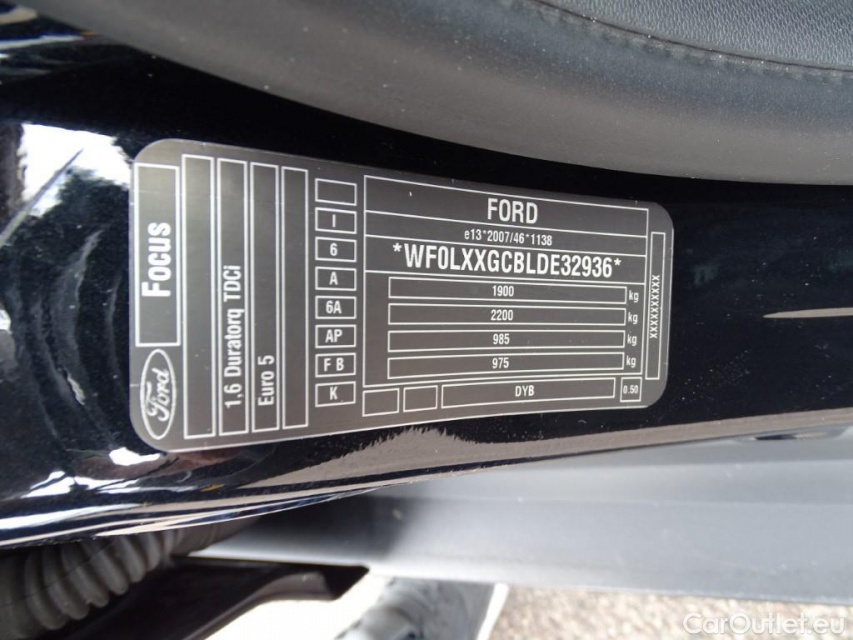 Focus
Ford
1.6 Duratorq TDCi
Euro 5
I
6
A
6A
AP
F B
K
FORD
e13*2007/46*1138
*WF0LXXGCBLDE32936*
1900 kg
2200 kg
985 kg
975 kg
DYB
0.50
XXXXXXXXXX
CarOutlet.eu